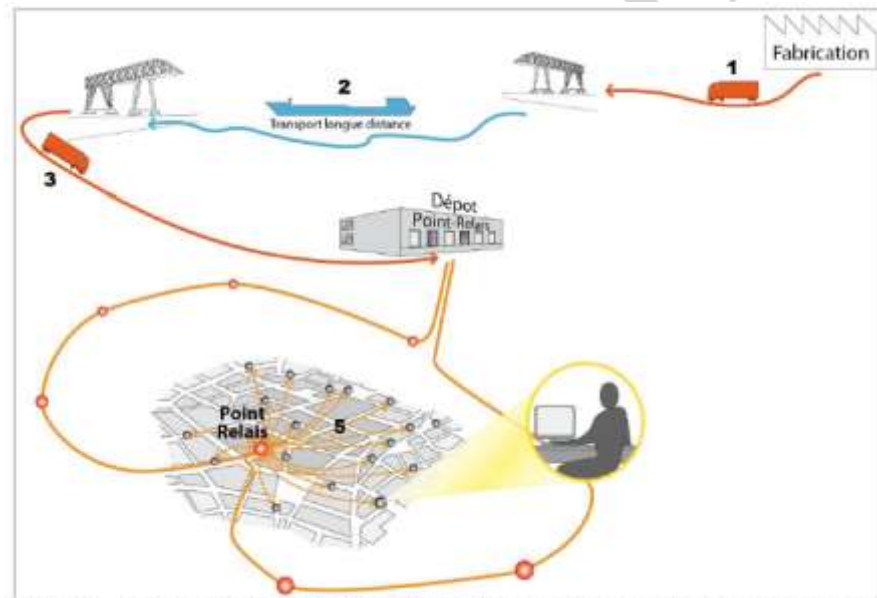 Fabrication
1
2
Transport longue distance
3
Dépot
Point-Relais
Point
Relais
5